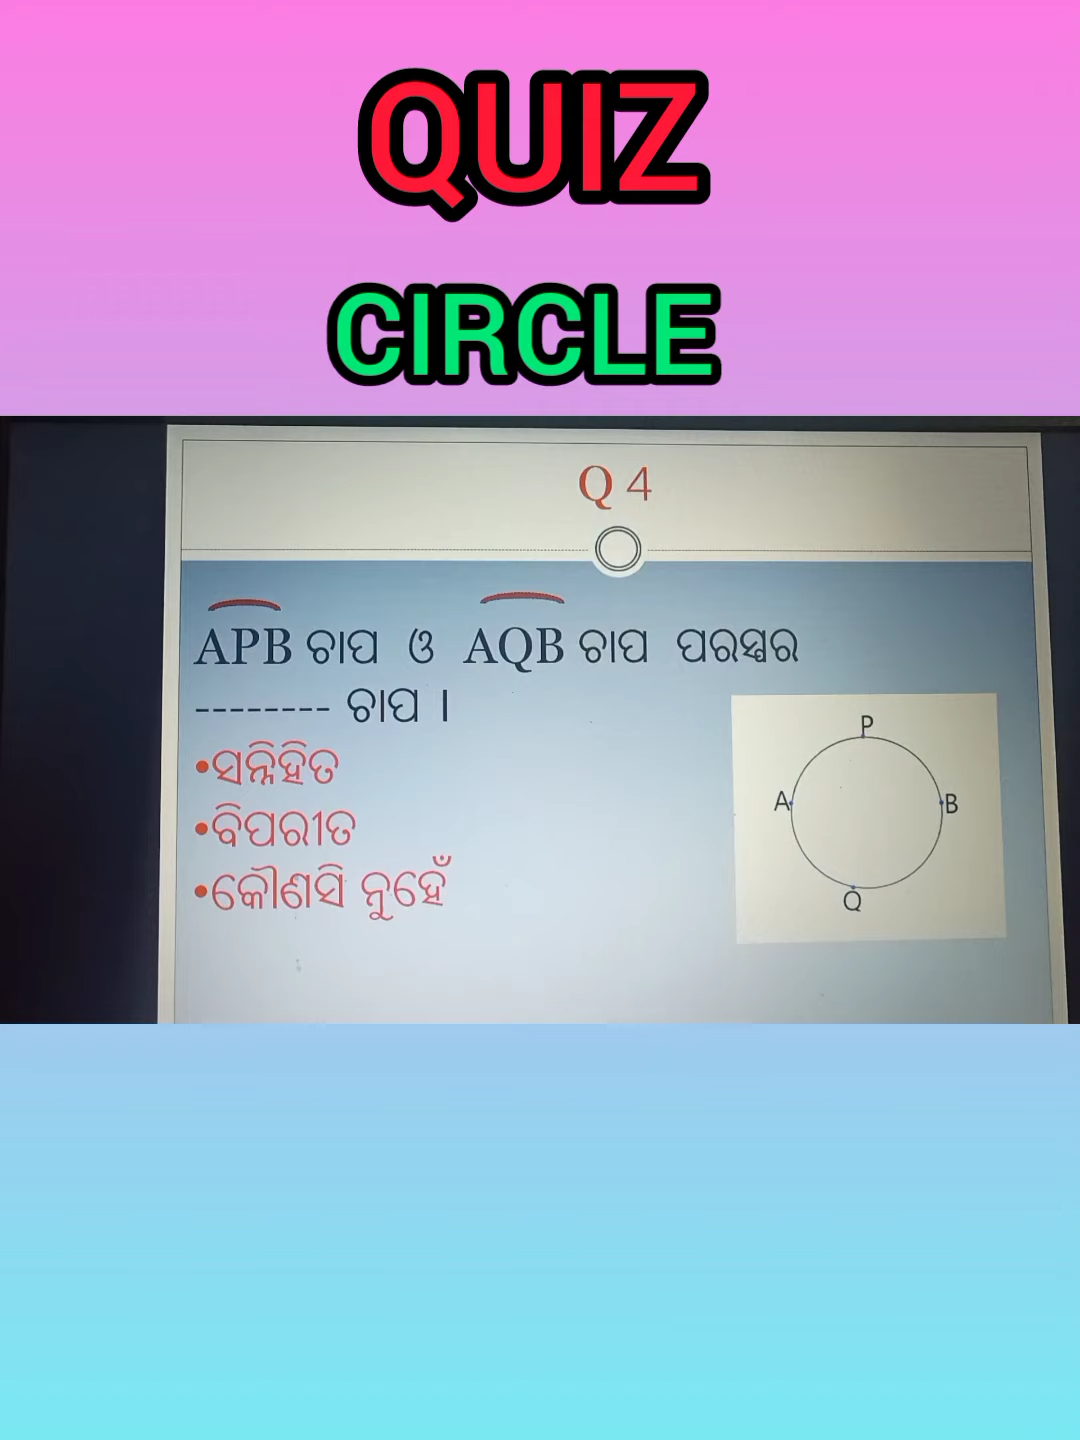 QUIZ
CIRCLE
Q 4
APB ଚାପ ଓ AQB ଚାପ ପରସ୍ପର
-------- ଚାପ ।
•ସନ୍ନିହିତ
•ବିପରୀତ
•କୌଣସି ନୁହେଁ
P
A
B
Q